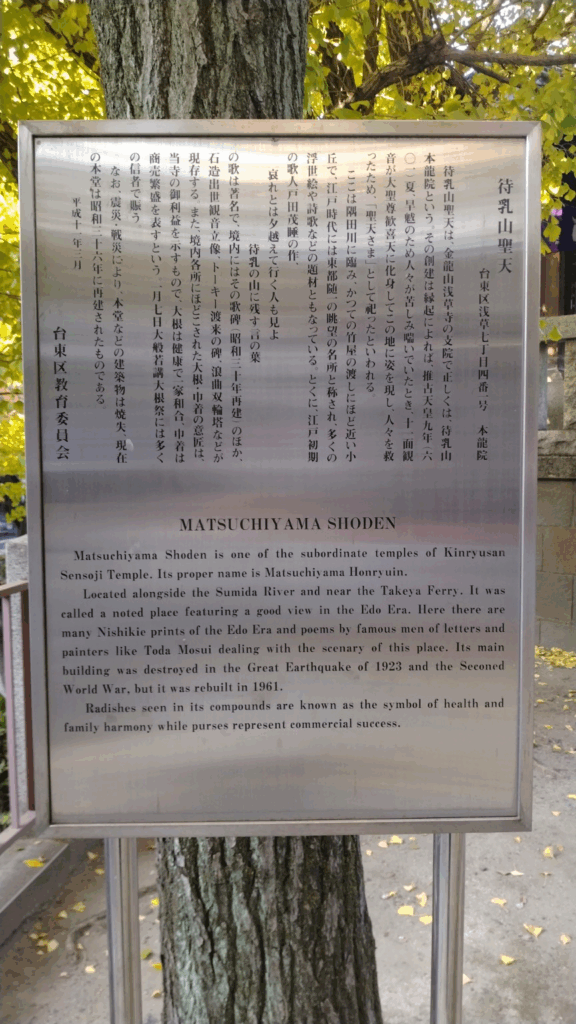 待乳山聖天
台東区浅草七丁目四番一号　本龍院
待乳山聖天は、金龍山浅草寺の支院で正しくは、待乳山
本龍院という。その創建は縁起によれば、推古天皇九年(六
〇一)夏、旱魃のため人々が苦しみ喘いでいたとき、十一面観
音が大聖尊歓喜天に化身してこの地に姿を現し、人々を救
ったため、「聖天さま」として祀ったといわれる。
ここは隅田川に臨み、かつての竹屋の渡しにほど近い小
丘で、江戸時代には東都随一の眺望の名所と称され、多くの
浮世絵や詩歌などの題材ともなっている。とくに、江戸初期
の歌人戸田茂睡の作、
哀れとは夕越えて行く人も見よ
待乳の山に残す言の葉
の歌は著名で、境内にはその歌碑(昭和三十年再建)のほか、
石造出世観音立像、トーキー渡来の碑、浪曲双輪塔などが
現存する。また、境内各所にほどこされた大根・巾着の意匠は、
当寺の御利益を示すもので、大根は健康で一家和合、巾着は
商売繁盛を表すという。一月七日大般若講大根祭には多く
の信者で賑う。
なお、震災・戦災により、本堂などの建築物は焼失、現在
の本堂は昭和三十六年に再建されたものである。
平成十一年三月
台東区教育委員会
MATSUCHIYAMA SHODEN
Matsuchiyama Shoden is one of the subordinate temples of Kinryusan
Sensoji Temple. Its proper name is Matsuchiyama Honryuin.
Located alongside the Sumida River and near the Takeya Ferry. It was
called a noted place featuring a good view in the Edo Era. Here there are
many Nishikie prints of the Edo Era and poems by famous men of letters and
painters like Toda Mosui dealing with the scenary of this place. Its main
building was destroyed in the Great Earthquake of 1923 and the Seconed
World War, but it was rebuilt in 1961.
Radishes seen in its compounds are known as the symbol of health and
family harmony while purses represent commercial success.